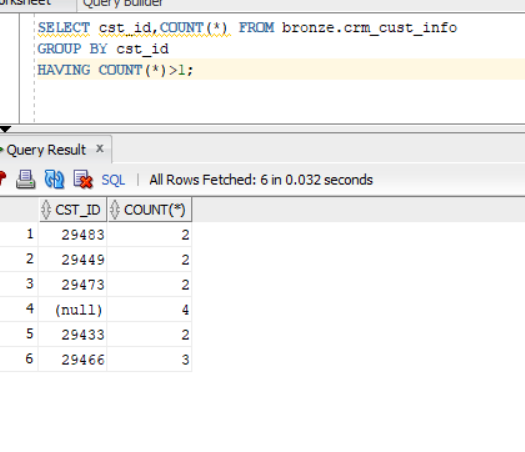 Query Builder
SELECT cst_id,COUNT(*) FROM bronze.crm_cust_info
GROUP BY cst_id
HAVING COUNT(*)>1;
Query Result x
SQL | All Rows Fetched: 6 in 0.032 seconds
CST_ID COUNT(*)
1 29483 2
2 29449 2
3 29473 2
4 (null) 4
5 29433 2
6 29466 3